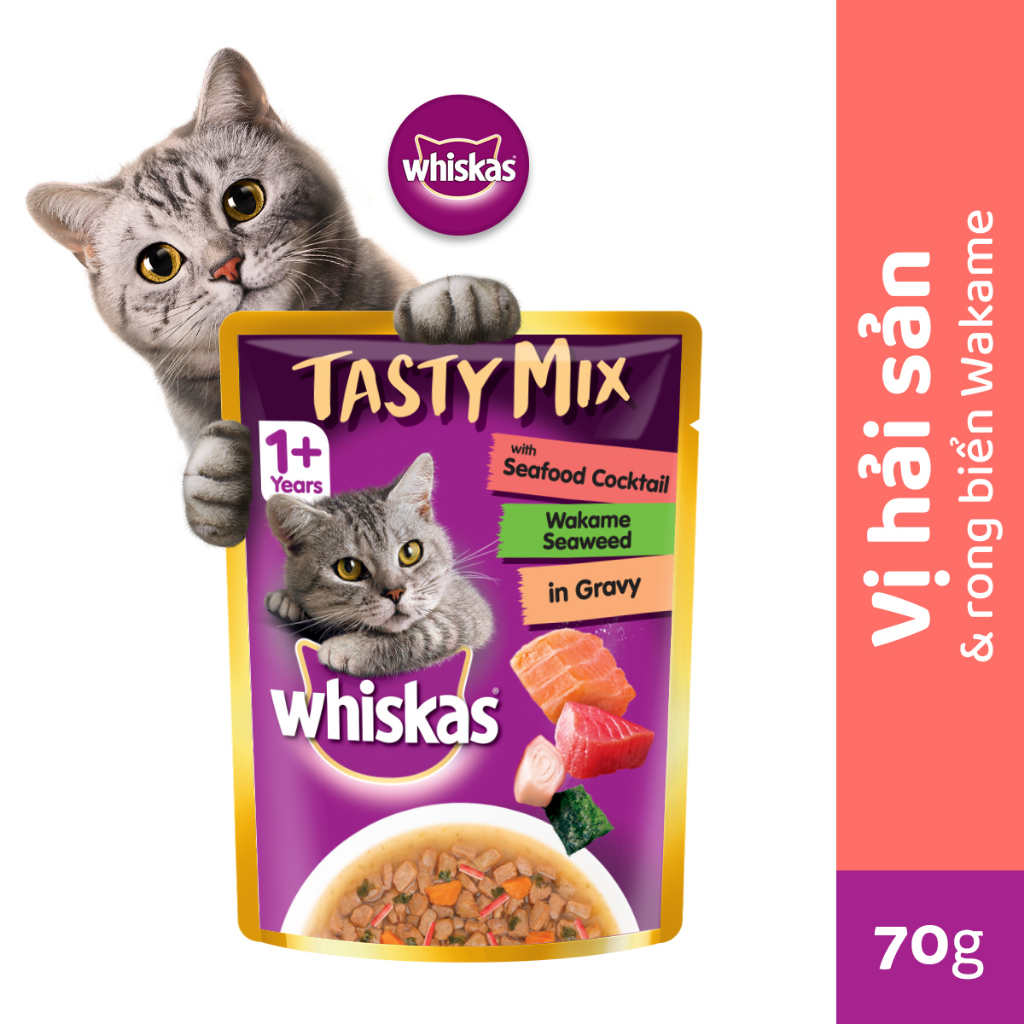 whiskas
TASTY MIX
1+
Years
with
Seafood Cocktail
Wakame
Seaweed
in Gravy
whiskas
Vị hải sản
& rong biển Wakame
70g